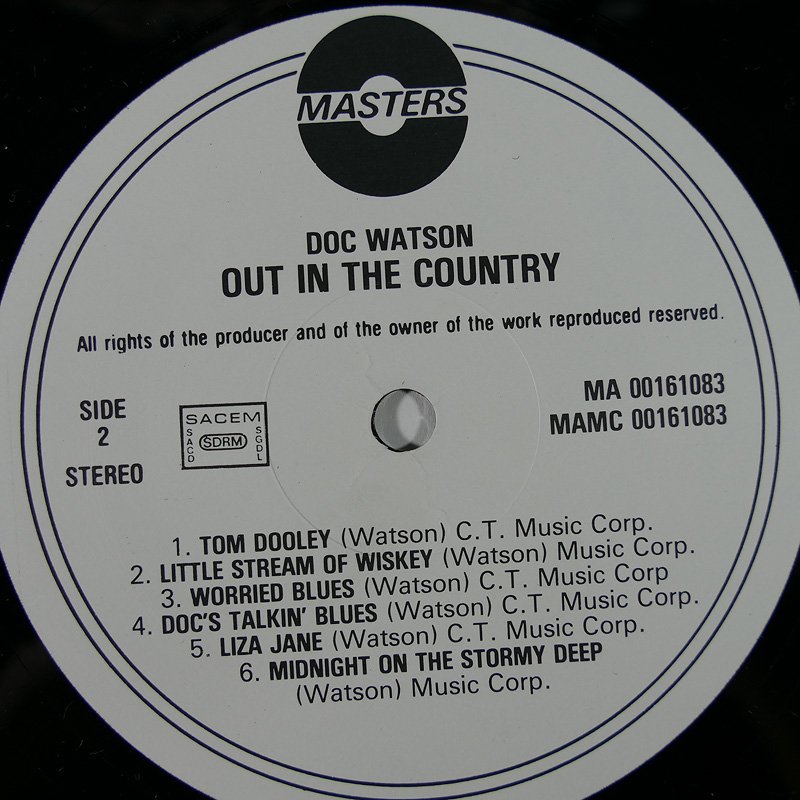 MASTERS
DOC WATSON
OUT IN THE COUNTRY
All rights of the producer and of the owner of the work reproduced reserved.
SIDE
2
STEREO
SACEM
SACD
SDRM
SGDL
MA 00161083
MAMC 00161083
1. TOM DOOLEY (Watson) C.T. Music Corp.
2. LITTLE STREAM OF WISKEY (Watson) Music Corp.
3. WORRIED BLUES (Watson) C.T. Music Corp
4. DOC'S TALKIN' BLUES (Watson) C.T. Music Corp.
5. LIZA JANE (Watson) C.T. Music Corp.
6. MIDNIGHT ON THE STORMY DEEP
(Watson) Music Corp.